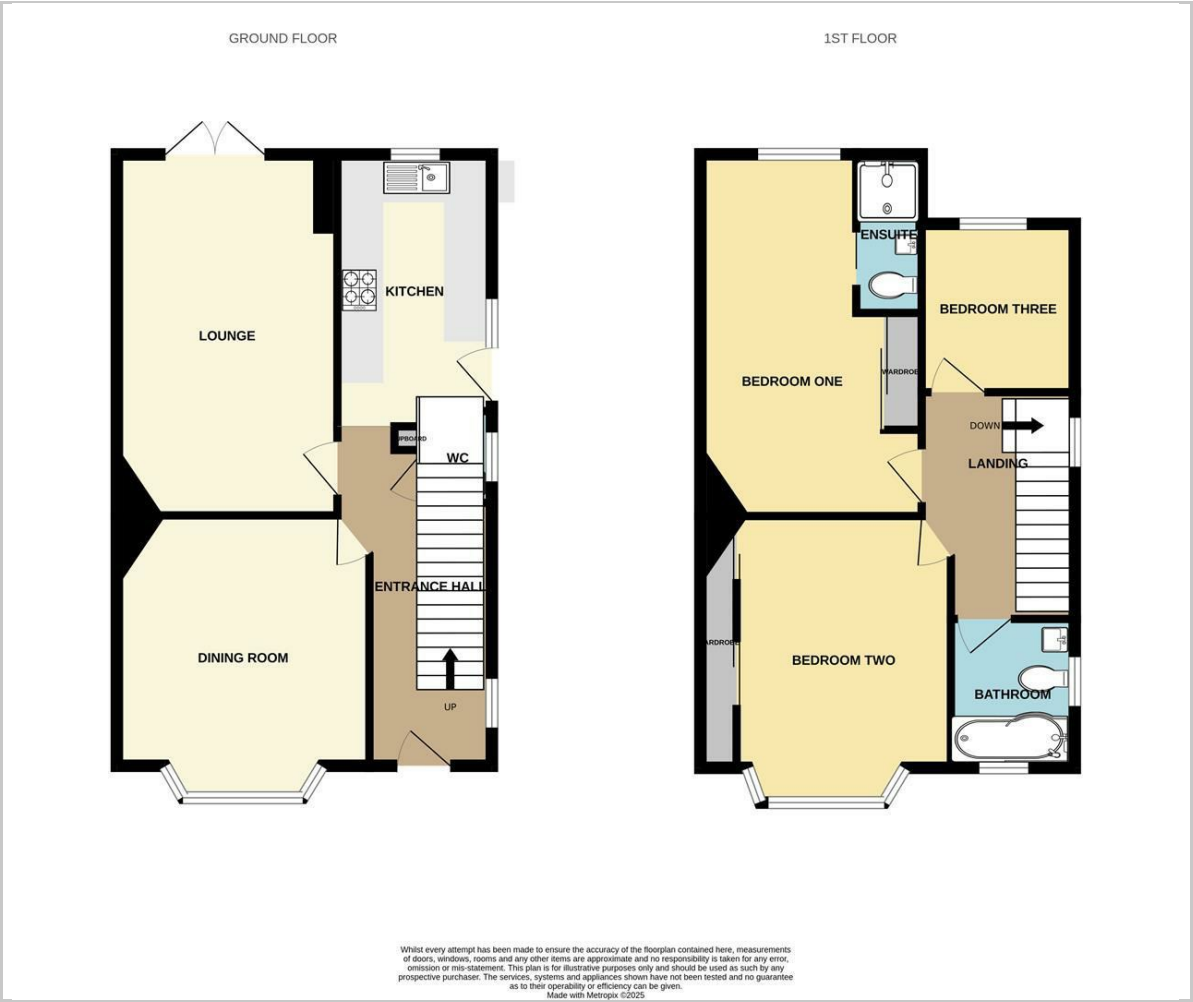 GROUND FLOOR
1ST FLOOR
LOUNGE
KITCHEN
UPBOARD
WC
ENTRANCE HALL
DINING ROOM
UP
ENSUITE
BEDROOM THREE
BEDROOM ONE
WARDROBE
DOWN
LANDING
ARDROBE
BEDROOM TWO
BATHROOM
Whilst every attempt has been made to ensure the accuracy of the floorplan contained here, measurements
of doors, windows, rooms and any other items are approximate and no responsibility is taken for any error,
omission or mis-statement. This plan is for illustrative purposes only and should be used as such by any
prospective purchaser. The services, systems and appliances shown have not been tested and no guarantee
as to their operability or efficiency can be given.
Made with Metropix ©2025